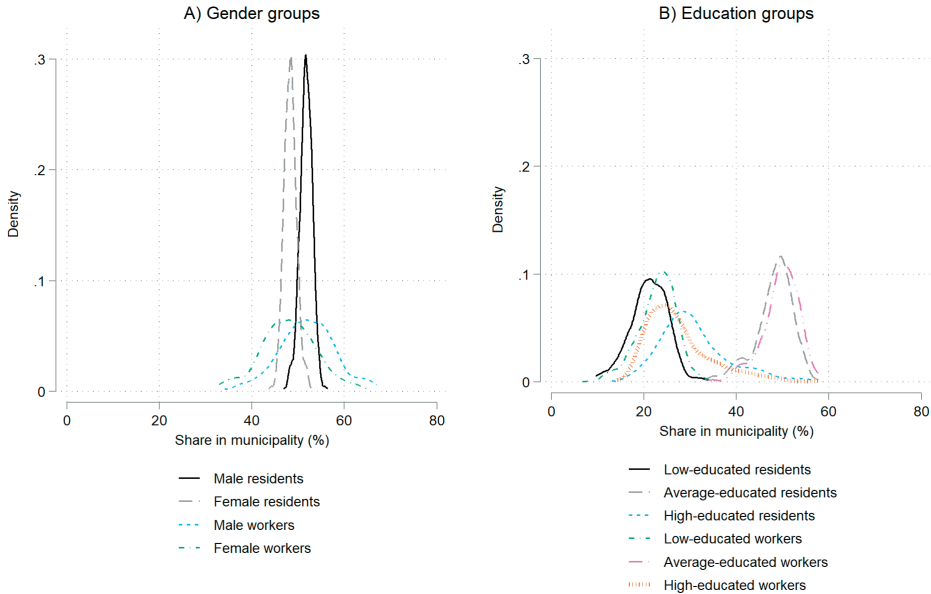 A) Gender groups
.3
.2
.1
0
Density
0 20 40 60 80
Share in municipality (%)
Male residents
Female residents
Male workers
Female workers
B) Education groups
.3
.2
.1
0
Density
0 20 40 60 80
Share in municipality (%)
Low-educated residents
Average-educated residents
High-educated residents
Low-educated workers
Average-educated workers
High-educated workers